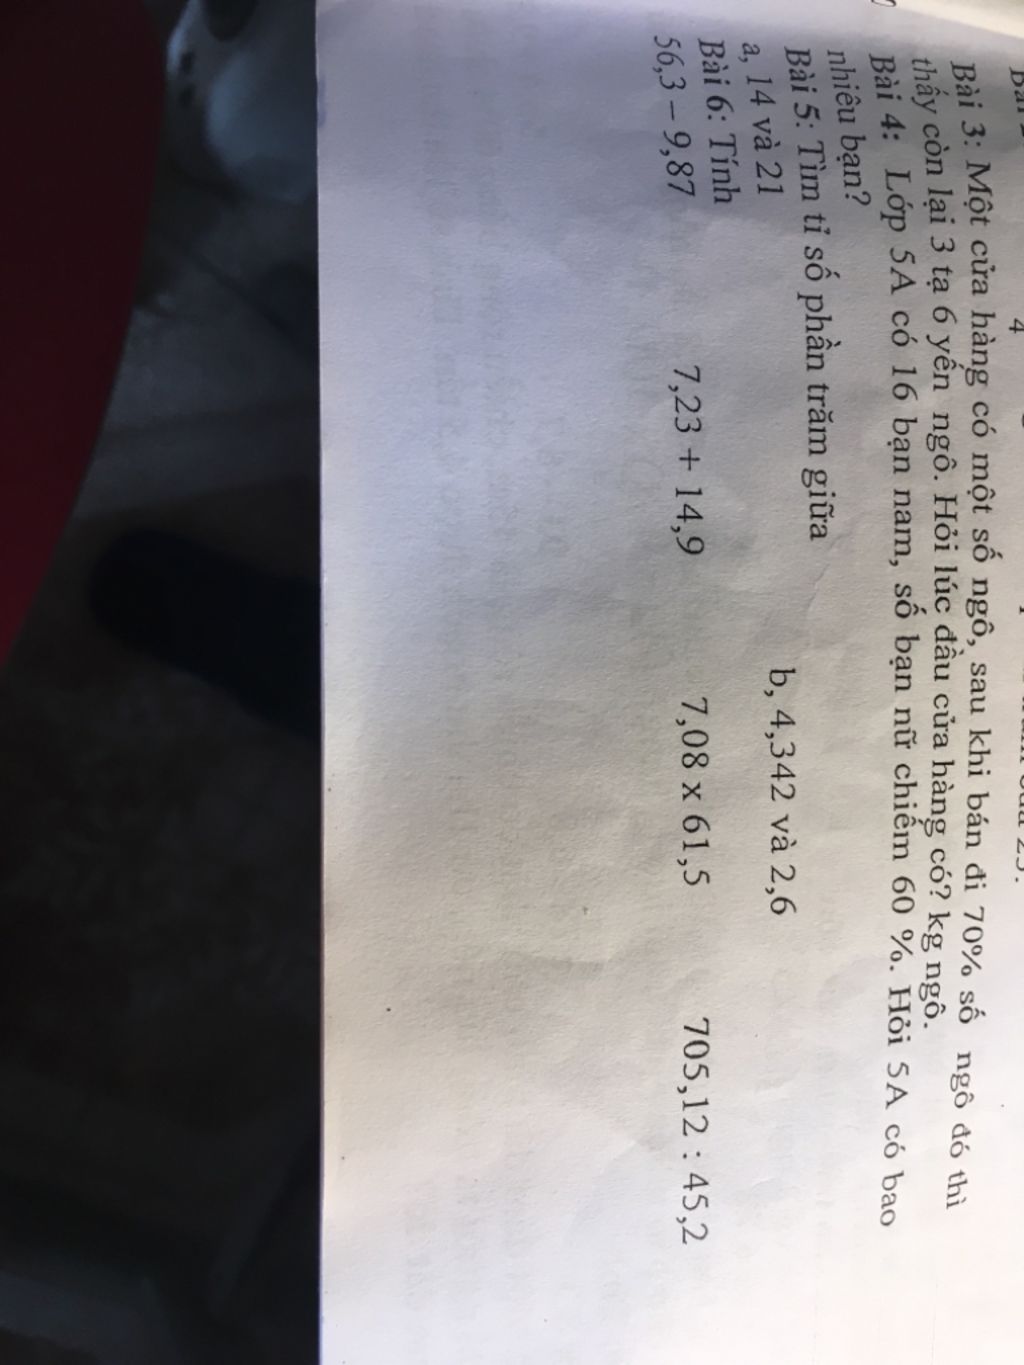 4
Bài 3: Một cửa hàng có một số ngô, sau khi bán đi 70% số ngô đó thì
thấy còn lại 3 tạ 6 yến ngô. Hỏi lúc đầu cửa hàng có? kg ngô.
Bài 4: Lớp 5A có 16 bạn nam, số bạn nữ chiếm 60 %. Hỏi 5A có bao
nhiêu bạn?
Bài 5: Tìm tỉ số phần trăm giữa
a, 14 và 21 b, 4,342 và 2,6
Bài 6: Tính
56,3 – 9,87 7,23 + 14,9 7,08 x 61,5 705,12 : 45,2